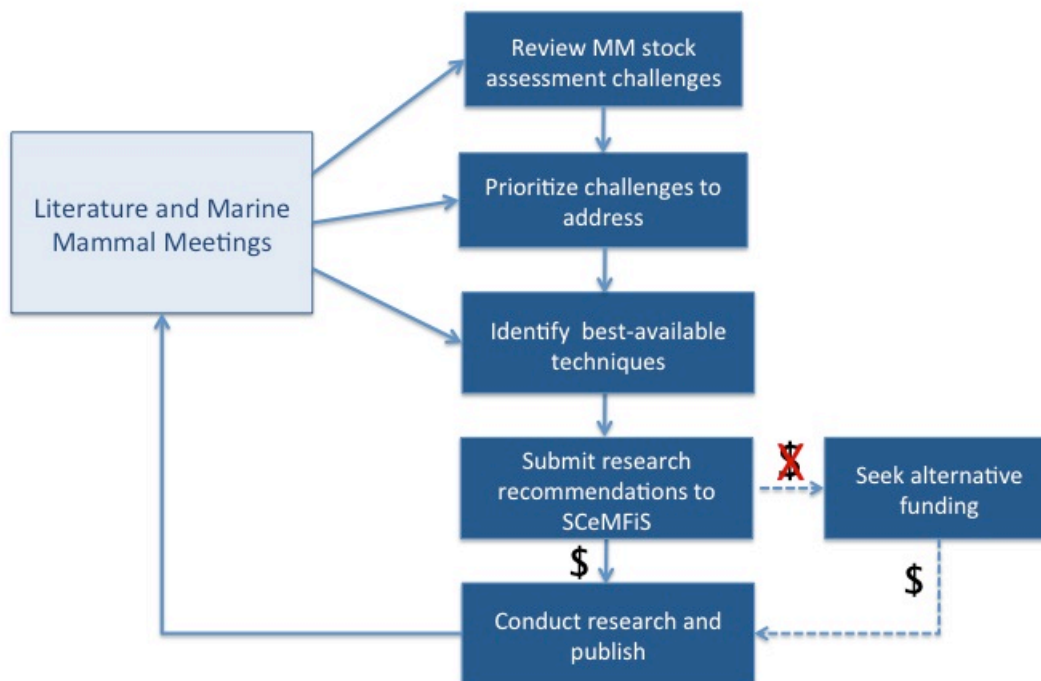 Review MM stock
assessment challenges
Literature and Marine
Mammal Meetings
Prioritize challenges to
address
Identify best-available
techniques
Submit research
recommendations to
SCeMFiS
$
Seek alternative
funding
$
$
Conduct research and
publish